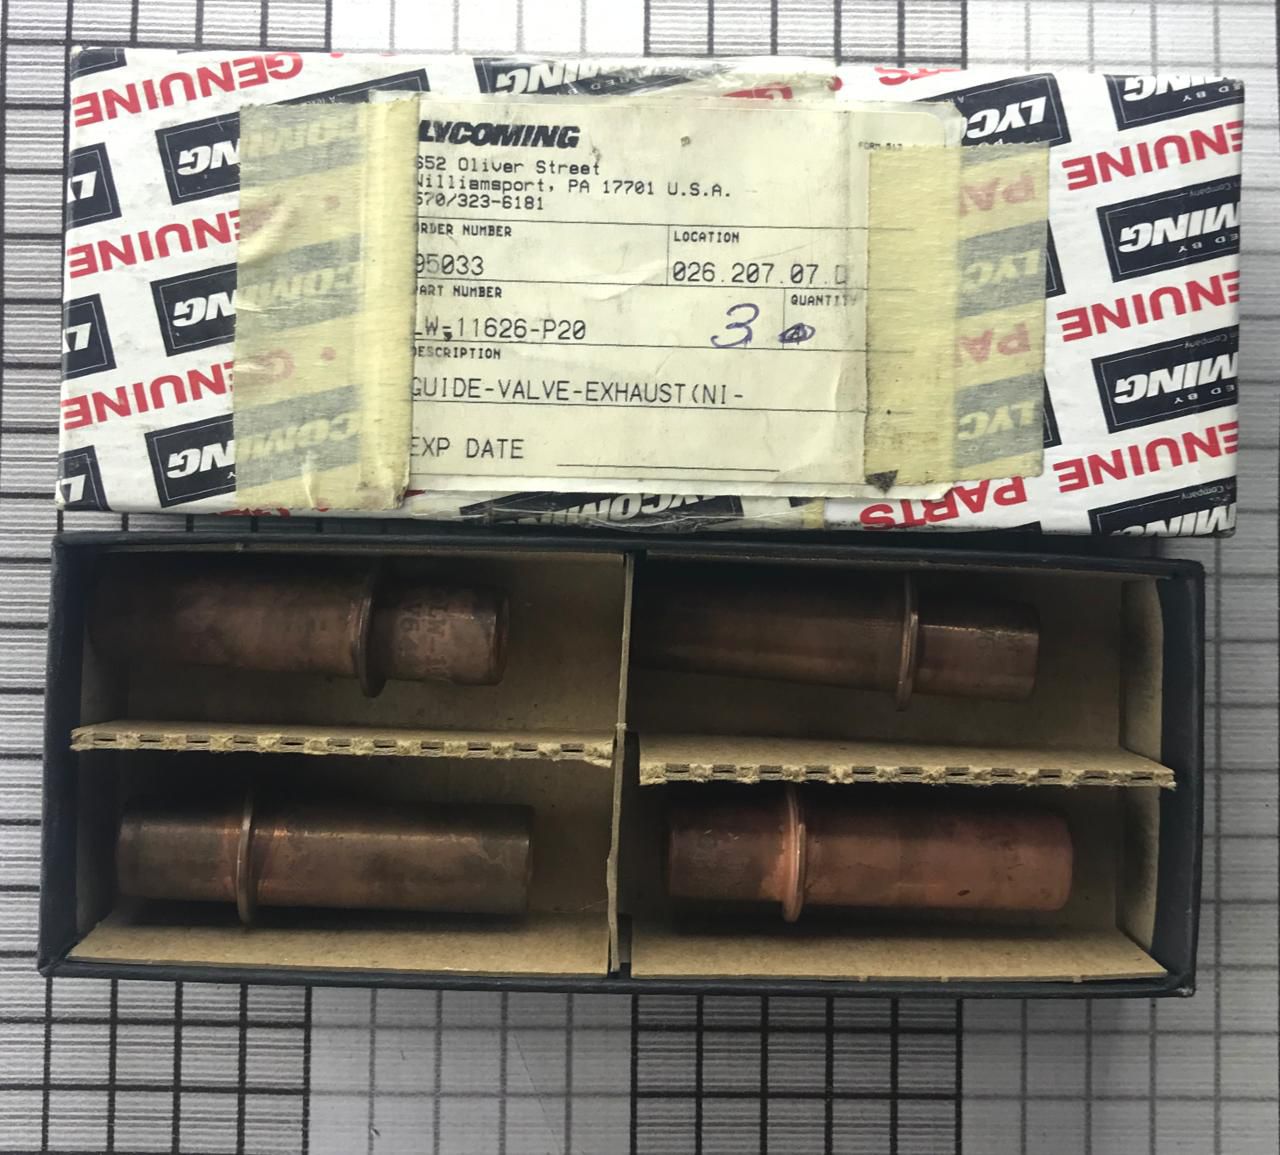 LYCOMING
652 Oliver Street
Williamsport, PA 17701 U.S.A.
570/323-6181
ORDER NUMBER
LOCATION
95033
026.207.07.D
PART NUMBER
QUANTITY
LW-11626-P20
3
DESCRIPTION
GUIDE-VALVE-EXHAUST(NI-
EXP DATE
GENUINE
LYCOMING
PARTS